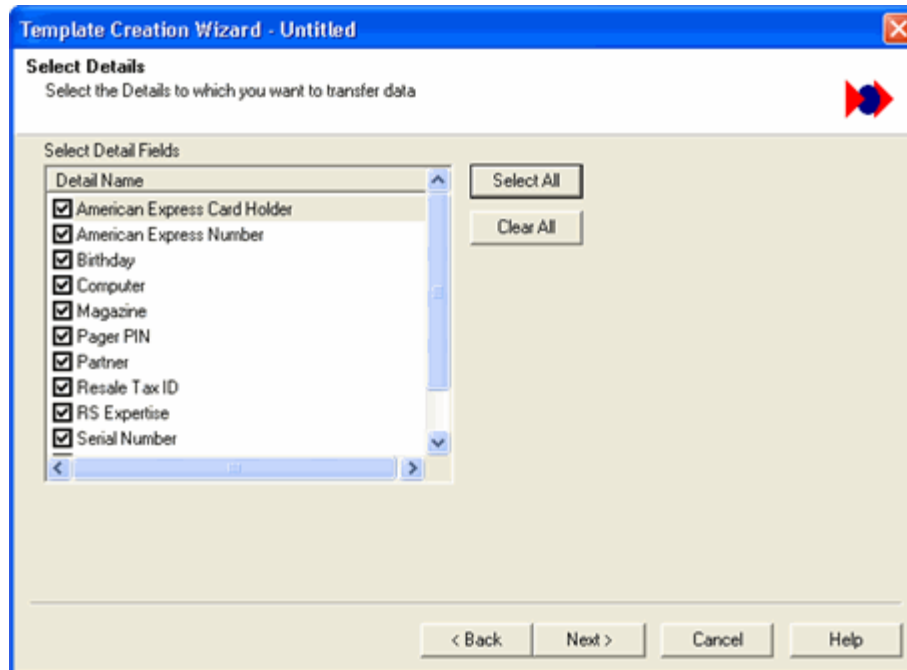 Template Creation Wizard - Untitled
Select Details
Select the Details to which you want to transfer data
Select Detail Fields
Detail Name
Select All
American Express Card Holder
American Express Number
Clear All
Birthday
Computer
Magazine
Pager PIN
Partner
Resale Tax ID
RS Expertise
Serial Number
< Back
Next >
Cancel
Help